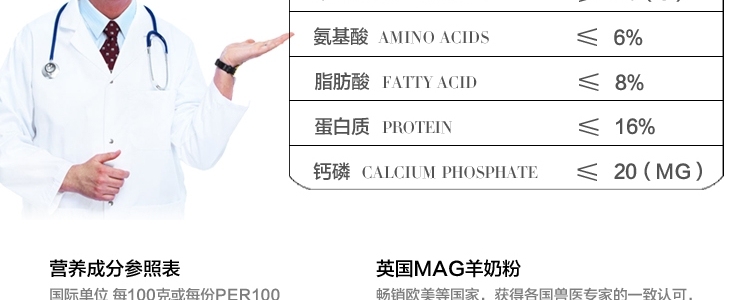 氨基酸 AMINO ACIDS ≤ 6%
脂肪酸 FATTY ACID ≤ 8%
蛋白质 PROTEIN ≤ 16%
钙磷 CALCIUM PHOSPHATE ≤ 20 ( MG )
营养成分参照表
国际单位 每100克或每份PER100
英国MAG羊奶粉
畅销欧美等国家，获得各国兽医专家的一致认可，